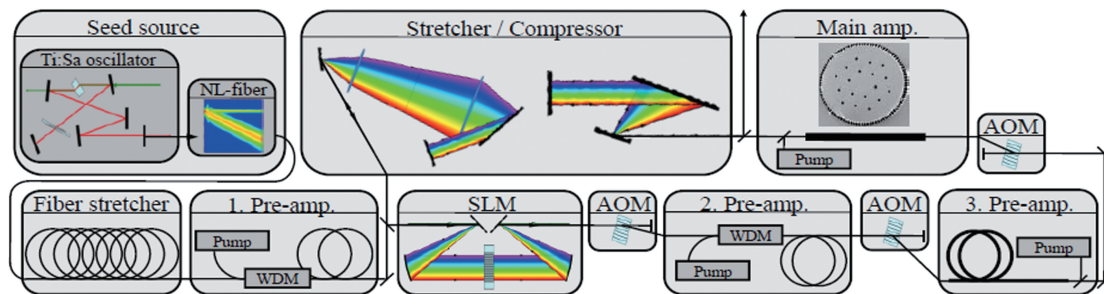 Seed source
Stretcher / Compressor
Main amp.
Ti:Sa oscillator
NL-fiber
Pump
AOM
Fiber stretcher
1. Pre-amp.
Pump
WDM
SLM
AOM
2. Pre-amp.
WDM
Pump
AOM
3. Pre-amp.
Pump